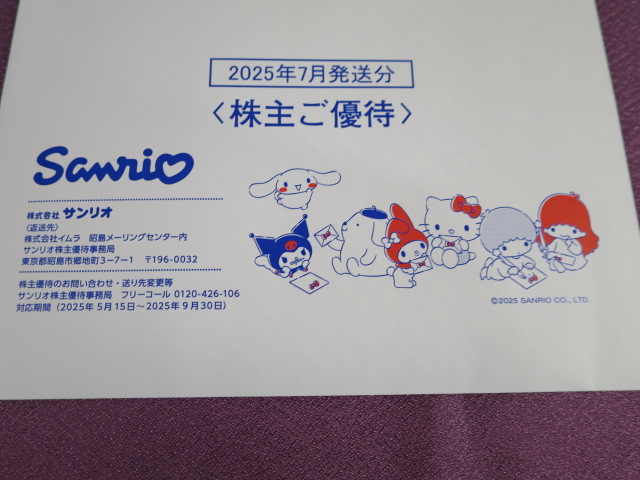 2025年7月発送分
〈株主ご優待〉
Sanrio
株式会社 サンリオ
〈返送先〉
株式会社イムラ 昭島メーリングセンター内
サンリオ株主優待事務局
東京都昭島市郷地町3-7-1 〒196-0032
株主優待のお問い合わせ・送り先変更等
サンリオ株主優待事務局 フリーコール 0120-426-106
対応期間（2025年 5月15日～2025年 9月30日）
©2025 SANRIO CO., LTD.